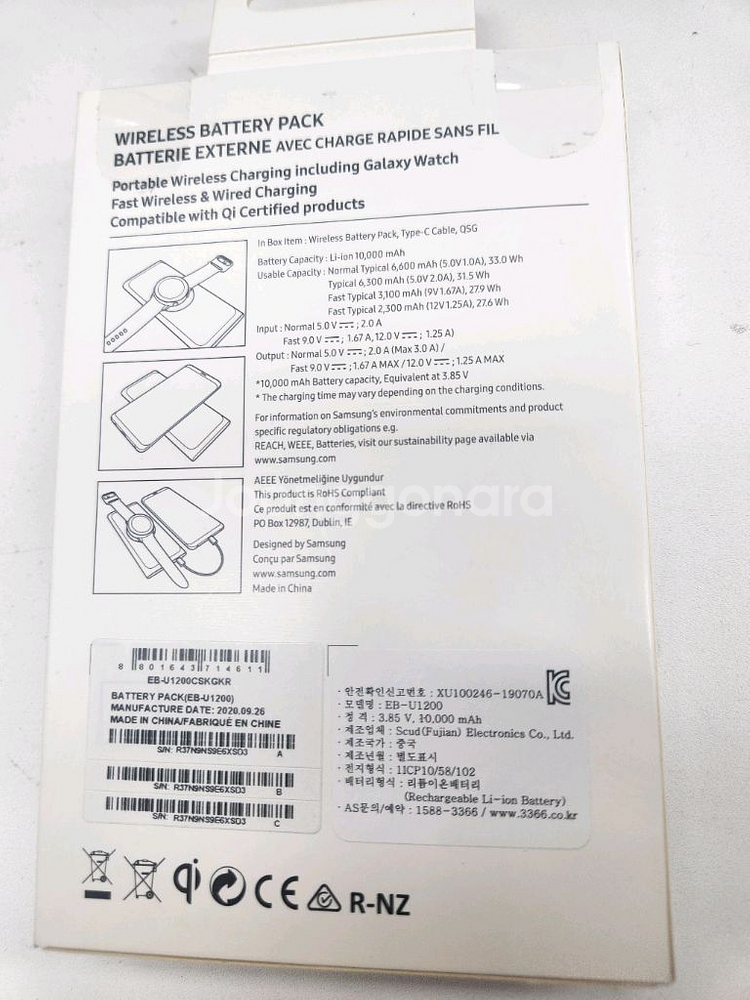 WIRELESS BATTERY PACK
BATTERIE EXTERNE AVEC CHARGE RAPIDE SANS FIL
Portable Wireless Charging including Galaxy Watch
Fast Wireless & Wired Charging
Compatible with Qi Certified products
In Box Item : Wireless Battery Pack, Type-C Cable, QSG
Battery Capacity : Li-ion 10,000 mAh
Usable Capacity : Normal Typical 6,600 mAh (5.0V1.0A), 33.0 Wh
Typical 6,300 mAh (5.0V 2.0A), 31.5 Wh
Fast Typical 3,100 mAh (9V1.67A), 27.9 Wh
Fast Typical 2,300 mAh (12V1.25A), 27.6 Wh
Input : Normal 5.0 V ⎓ ; 2.0 A
Fast 9.0 V ⎓ ; 1.67 A, 12.0 V ⎓ ; 1.25 A)
Output : Normal 5.0 V ⎓ ; 2.0 A (Max 3.0 A) /
Fast 9.0 V ⎓ ; 1.67 A MAX / 12.0 V ⎓ ; 1.25 A MAX
*10,000 mAh Battery capacity, Equivalent at 3.85 V
* The charging time may vary depending on the charging conditions.
For information on Samsung's environmental commitments and product
specific regulatory obligations e.g.
REACH, WEEE, Batteries, visit our sustainability page available via
www.samsung.com
AEEE Yönetmeliğine Uygundur
This product is RoHS Compliant
Ce produit est en conformité avec la directive RoHS
PO Box 12987, Dublin, IE
Designed by Samsung
Conçu par Samsung
www.samsung.com
Made in China
8 801643 714611
EB-U1200CSKGKR
BATTERY PACK(EB-U1200)
MANUFACTURE DATE: 2020.09.26
MADE IN CHINA/FABRIQUÉ EN CHINE
S/N: R37N9NS9E6XSD3 A
S/N: R37N9NS9E6XSD3 B
S/N: R37N9NS9E6XSD3 C
· 안전확인신고번호 : XU100246-19070A
· 모델명 : EB-U1200
· 정 격 : 3.85 V, 10,000 mAh
· 제조업체 : Scud(Fujian) Electronics Co., Ltd.
· 제조국가 : 중국
· 제조년월 : 별도표시
· 전지형식 : 1ICP10/58/102
· 배터리형식 : 리튬이온배터리
(Rechargeable Li-ion Battery)
· AS문의/예약 : 1588-3366 / www.3366.co.kr
qi CE R-NZ